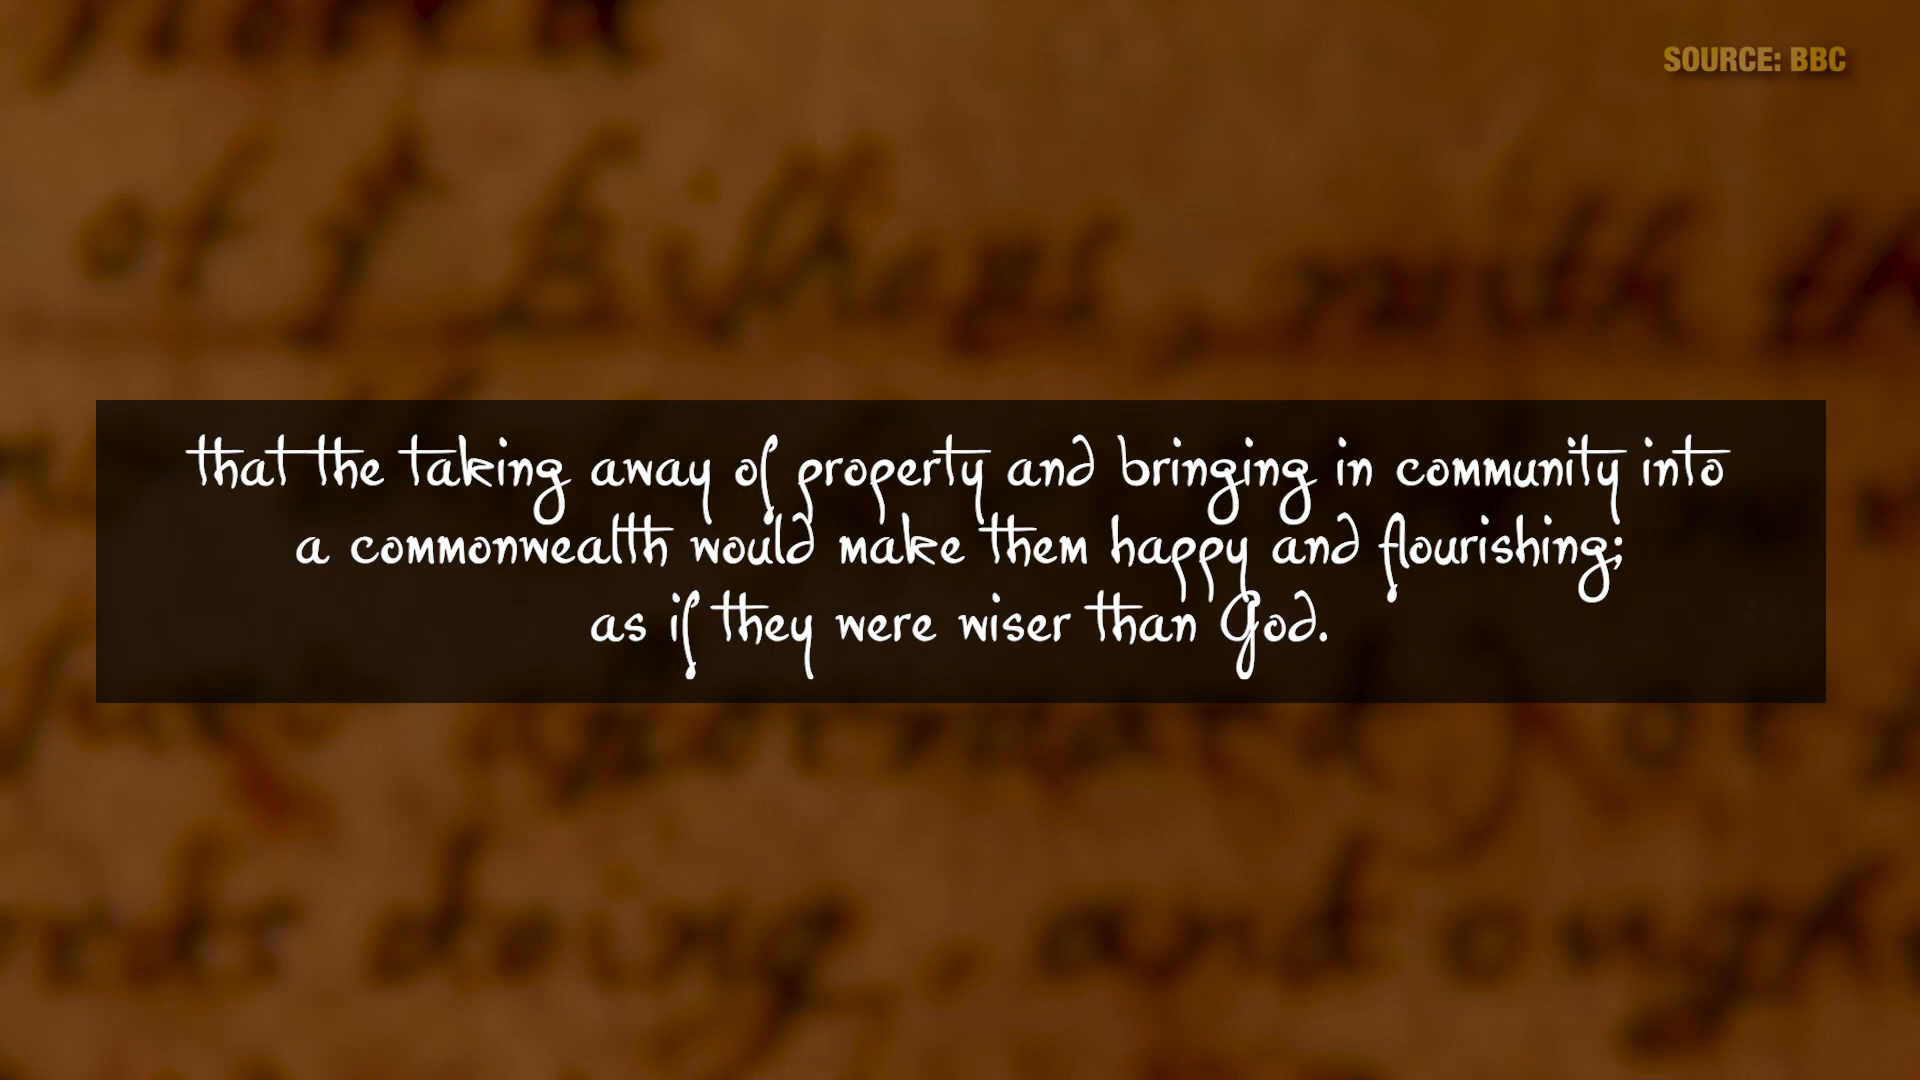 SOURCE: BBC
that the taking away of property and bringing in community into
a commonwealth would make them happy and flourishing;
as if they were wiser than God.